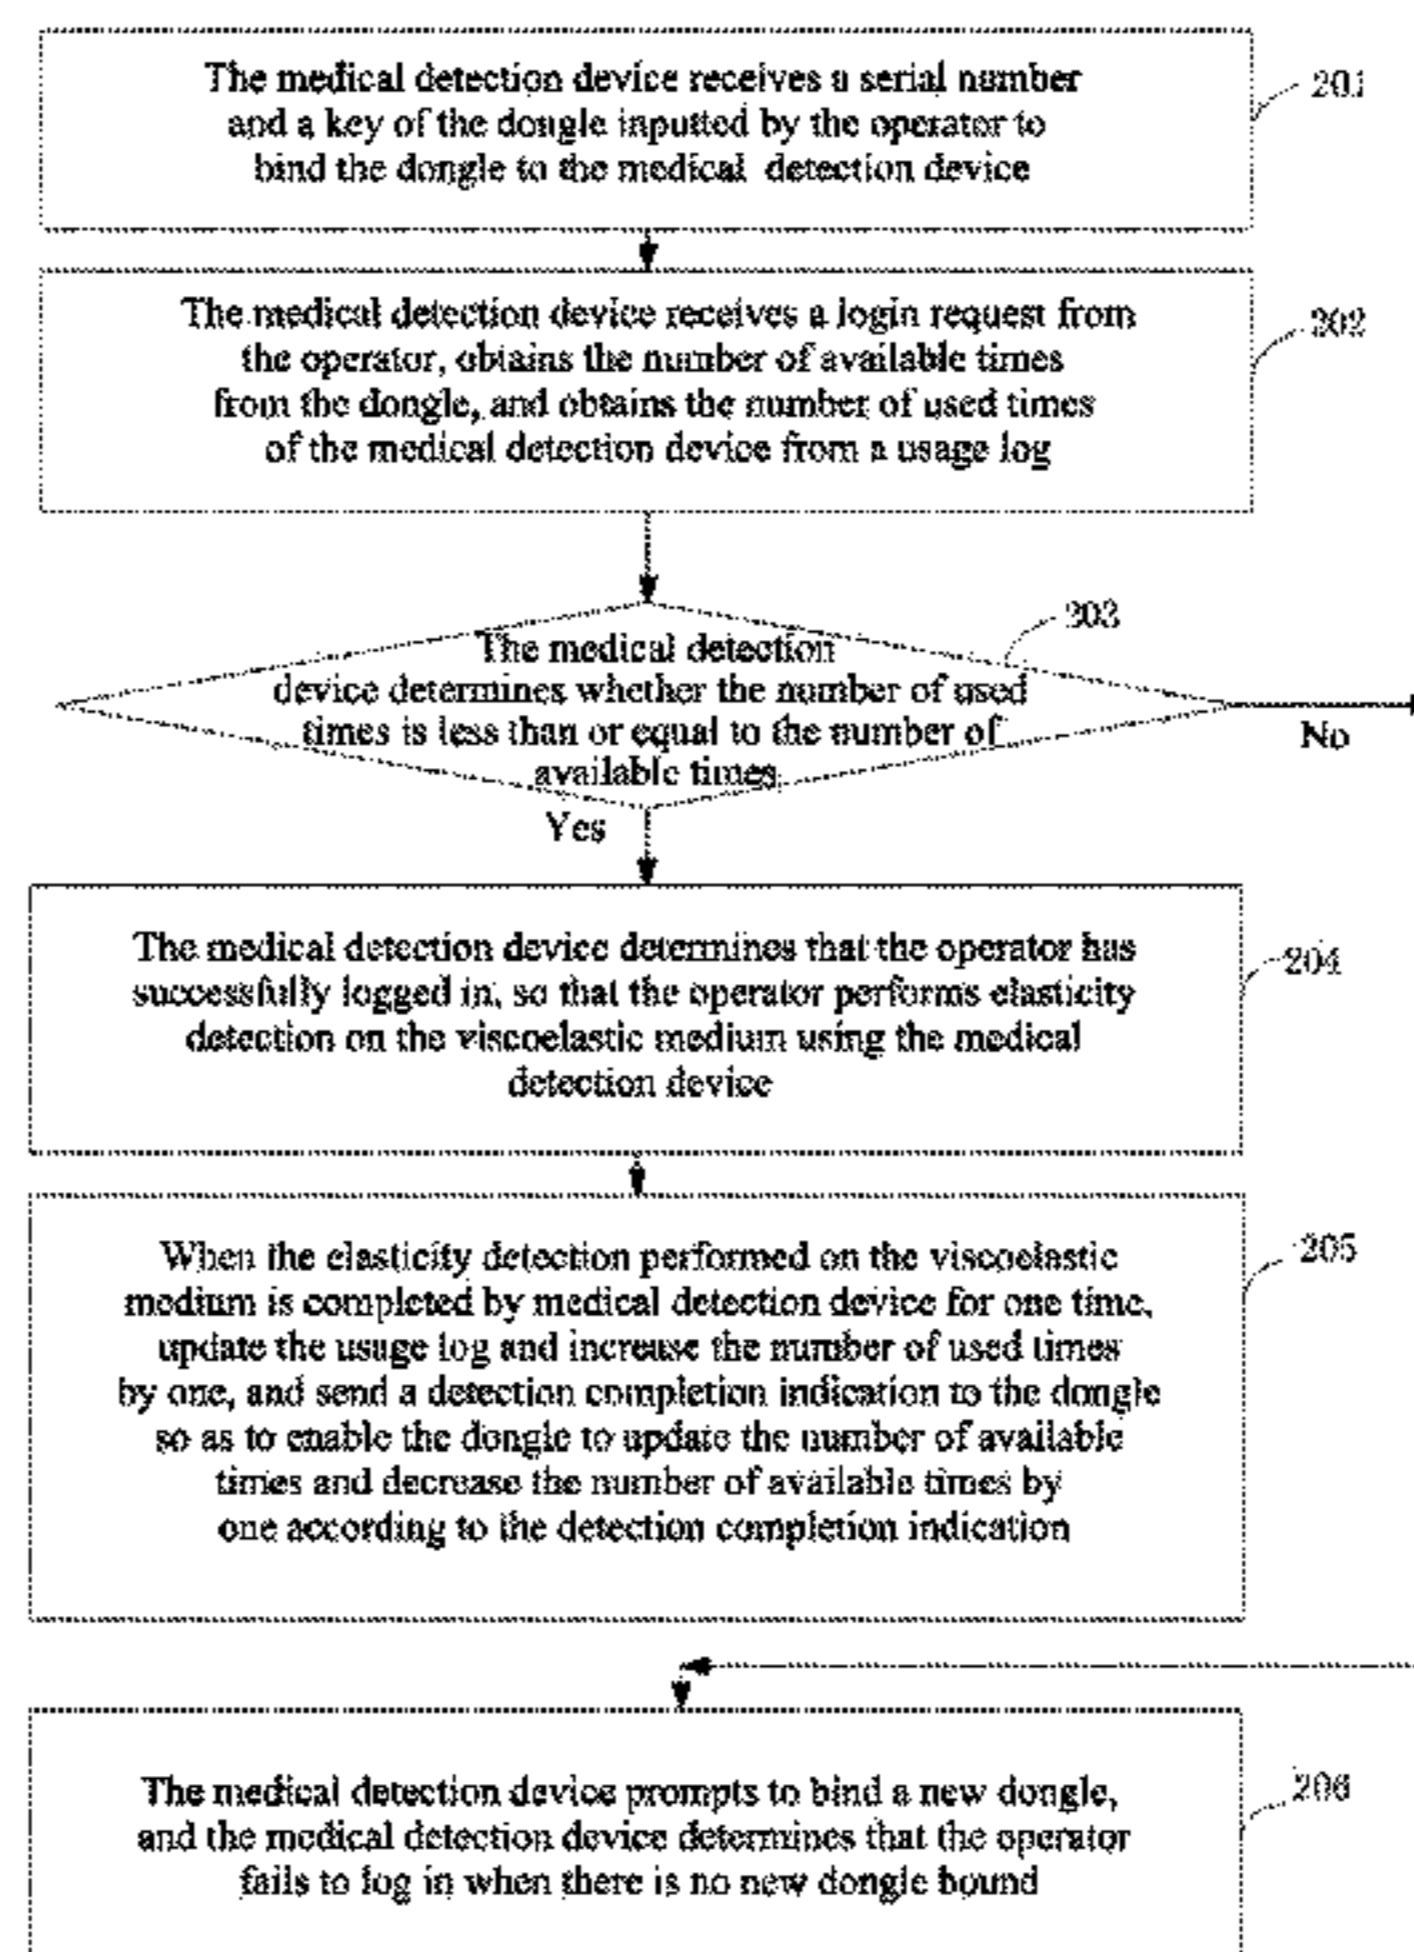 The medical detection device receives a serial number
and a key of the dongle inputted by the operator to
bind the dongle to the medical detection device
201
The medical detection device receives a login request from
the operator, obtains the number of available times
from the dongle, and obtains the number of used times
of the medical detection device from a usage log
202
203
The medical detection
device determines whether the number of used
times is less than or equal to the number of
available times
No
Yes
The medical detection device determines that the operator has
successfully logged in, so that the operator performs elasticity
detection on the viscoelastic medium using the medical
detection device
204
When the elasticity detection performed on the viscoelastic
medium is completed by medical detection device for one time,
update the usage log and increase the number of used times
by one, and send a detection completion indication to the dongle
so as to enable the dongle to update the number of available
times and decrease the number of available times by
one according to the detection completion indication
205
The medical detection device prompts to bind a new dongle,
and the medical detection device determines that the operator
fails to log in when there is no new dongle bound
206